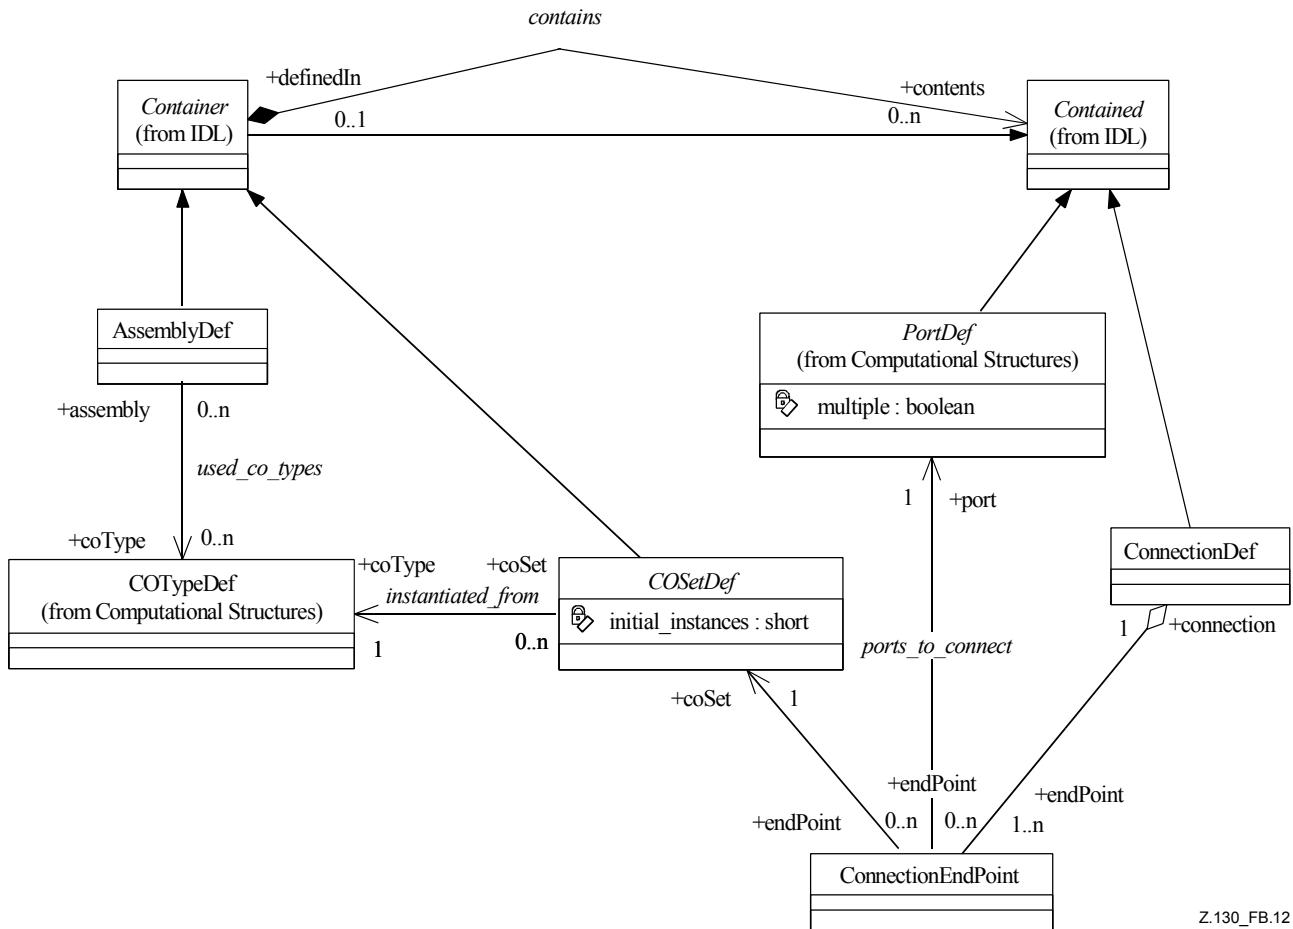 contains
+definedIn
+contents
Container
(from IDL)
0..1
0..n
Contained
(from IDL)
AssemblyDef
PortDef
(from Computational Structures)
multiple : boolean
+assembly
0..n
used_co_types
+coType
0..n
1
+port
ConnectionDef
COTypeDef
(from Computational Structures)
+coType
+coSet
instantiated_from
1
0..n
COSetDef
initial_instances : short
ports_to_connect
1
+connection
+coSet
1
+endPoint
+endPoint
+endPoint
0..n
0..n
1..n
ConnectionEndPoint
Z.130_FB.12